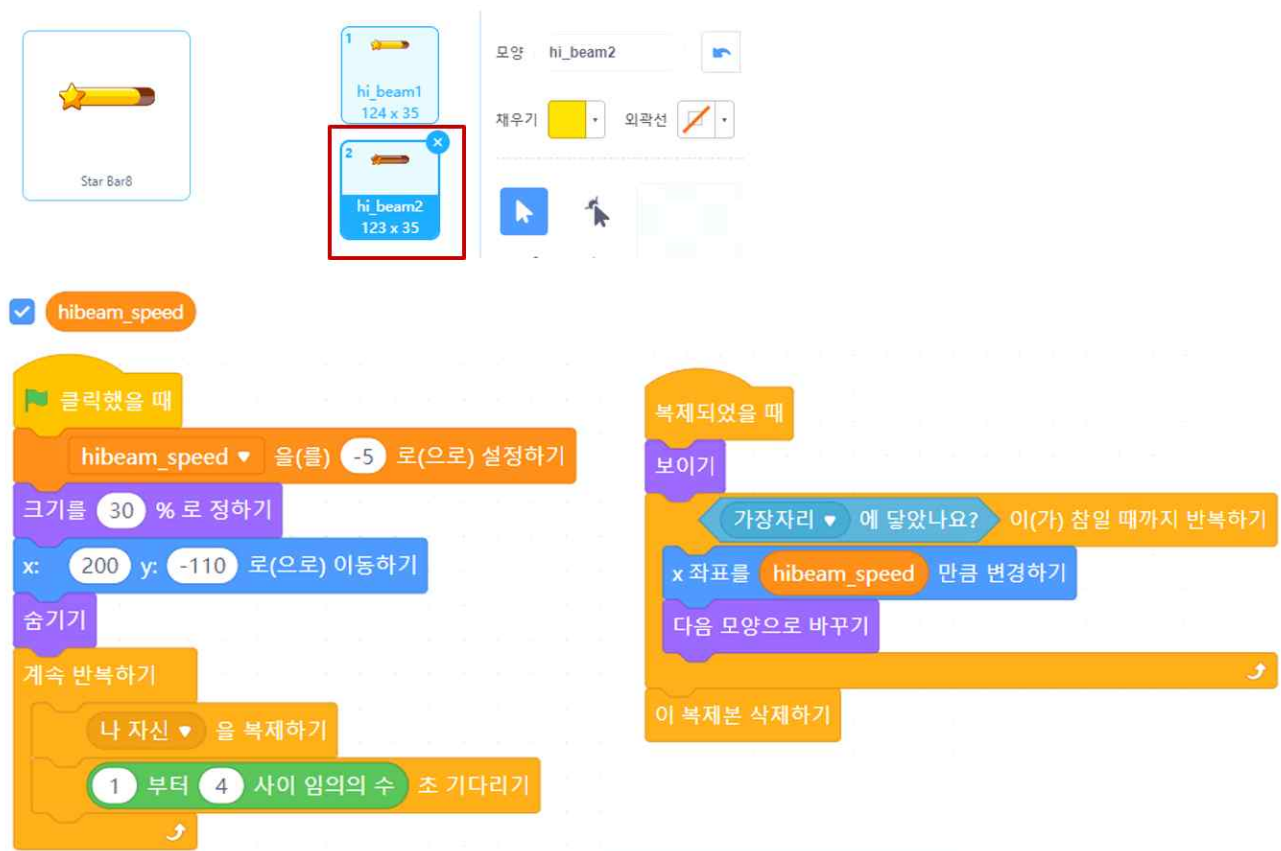 Star Bar8
1
hi_beam1
124 x 35
2
hi_beam2
123 x 35
모양 hi_beam2
채우기 외곽선
hibeam_speed
클릭했을 때
hibeam_speed 을(를) -5 로(으로) 설정하기
크기를 30 % 로 정하기
x: 200 y: -110 로(으로) 이동하기
숨기기
계속 반복하기
나 자신 을 복제하기
1 부터 4 사이 임의의 수 초 기다리기
복제되었을 때
보이기
가장자리 에 닿았나요? 이(가) 참일 때까지 반복하기
x 좌표를 hibeam_speed 만큼 변경하기
다음 모양으로 바꾸기
이 복제본 삭제하기